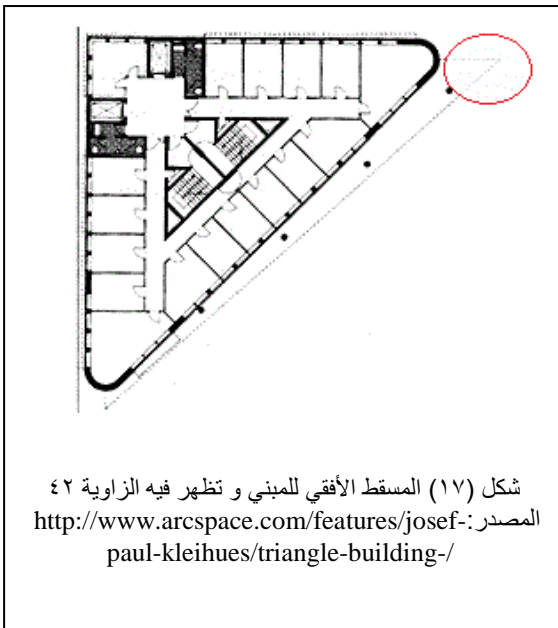 شكل (١٧) المسقط الأفقي للمبني و تظهر فيه الزاوية ٤٢
المصدر:http://www.arcspace.com/features/josef-
paul-kleihues/triangle-building-/